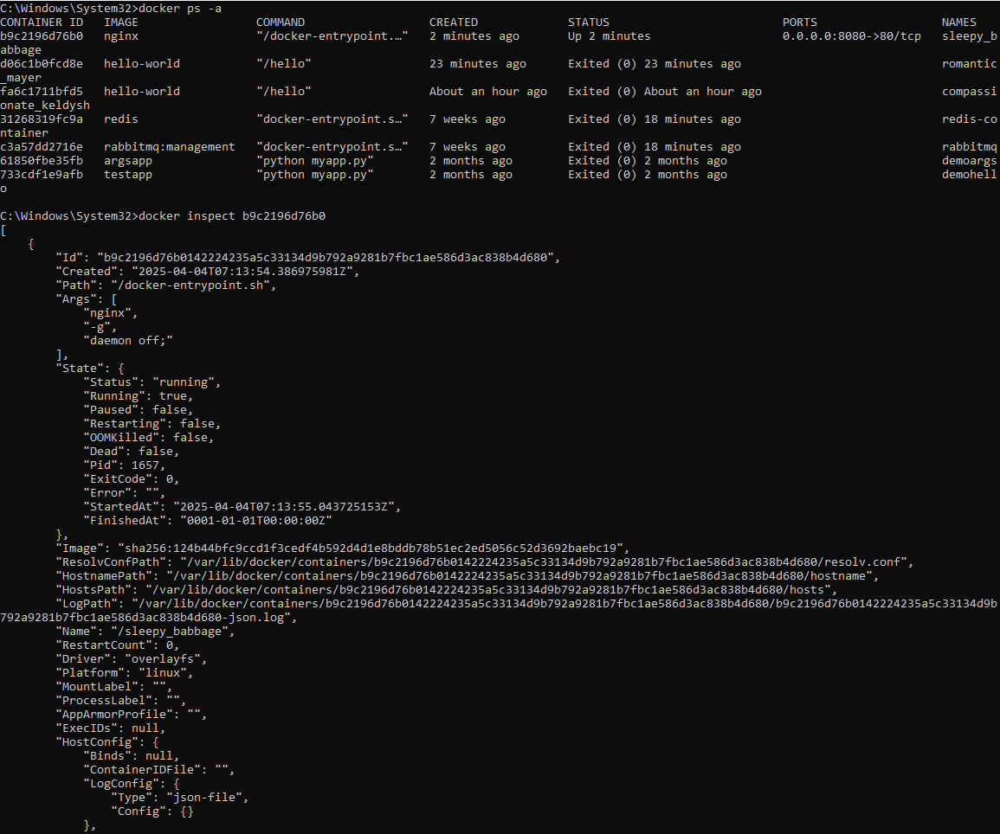 C:\Windows\System32>docker ps -a
CONTAINER ID   IMAGE                 COMMAND                  CREATED             STATUS                         PORTS                  NAMES
b9c2196d76b0   nginx                 "/docker-entrypoint.…"   2 minutes ago       Up 2 minutes                   0.0.0.0:8080->80/tcp   sleepy_b
abbage
d06c1b0fcd8e   hello-world           "/hello"                 23 minutes ago      Exited (0) 23 minutes ago                             romantic
_mayer
fa6c1711bfd5   hello-world           "/hello"                 About an hour ago   Exited (0) About an hour ago                          compassi
onate_keldysh
31268319fc9a   redis                 "docker-entrypoint.s…"   7 weeks ago         Exited (0) 18 minutes ago                             redis-co
ntainer
c3a57dd2716e   rabbitmq:management   "docker-entrypoint.s…"   7 weeks ago         Exited (0) 18 minutes ago                             rabbitmq
61850fbe35fb   argsapp               "python myapp.py"        2 months ago        Exited (0) 2 months ago                               demoargs
733cdf1e9afb   testapp               "python myapp.py"        2 months ago        Exited (0) 2 months ago                               demohell
o
C:\Windows\System32>docker inspect b9c2196d76b0
[
    {
        "Id": "b9c2196d76b0142224235a5c33134d9b792a9281b7fbc1ae586d3ac838b4d680",
        "Created": "2025-04-04T07:13:54.386975981Z",
        "Path": "/docker-entrypoint.sh",
        "Args": [
            "nginx",
            "-g",
            "daemon off;"
        ],
        "State": {
            "Status": "running",
            "Running": true,
            "Paused": false,
            "Restarting": false,
            "OOMKilled": false,
            "Dead": false,
            "Pid": 1657,
            "ExitCode": 0,
            "Error": "",
            "StartedAt": "2025-04-04T07:13:55.043725153Z",
            "FinishedAt": "0001-01-01T00:00:00Z"
        },
        "Image": "sha256:124b44bfc9ccd1f3cedf4b592d4d1e8bddb78b51ec2ed5056c52d3692baebc19",
        "ResolvConfPath": "/var/lib/docker/containers/b9c2196d76b0142224235a5c33134d9b792a9281b7fbc1ae586d3ac838b4d680/resolv.conf",
        "HostnamePath": "/var/lib/docker/containers/b9c2196d76b0142224235a5c33134d9b792a9281b7fbc1ae586d3ac838b4d680/hostname",
        "HostsPath": "/var/lib/docker/containers/b9c2196d76b0142224235a5c33134d9b792a9281b7fbc1ae586d3ac838b4d680/hosts",
        "LogPath": "/var/lib/docker/containers/b9c2196d76b0142224235a5c33134d9b792a9281b7fbc1ae586d3ac838b4d680/b9c2196d76b0142224235a5c33134d9b
792a9281b7fbc1ae586d3ac838b4d680-json.log",
        "Name": "/sleepy_babbage",
        "RestartCount": 0,
        "Driver": "overlayfs",
        "Platform": "linux",
        "MountLabel": "",
        "ProcessLabel": "",
        "AppArmorProfile": "",
        "ExecIDs": null,
        "HostConfig": {
            "Binds": null,
            "ContainerIDFile": "",
            "LogConfig": {
                "Type": "json-file",
                "Config": {}
            },